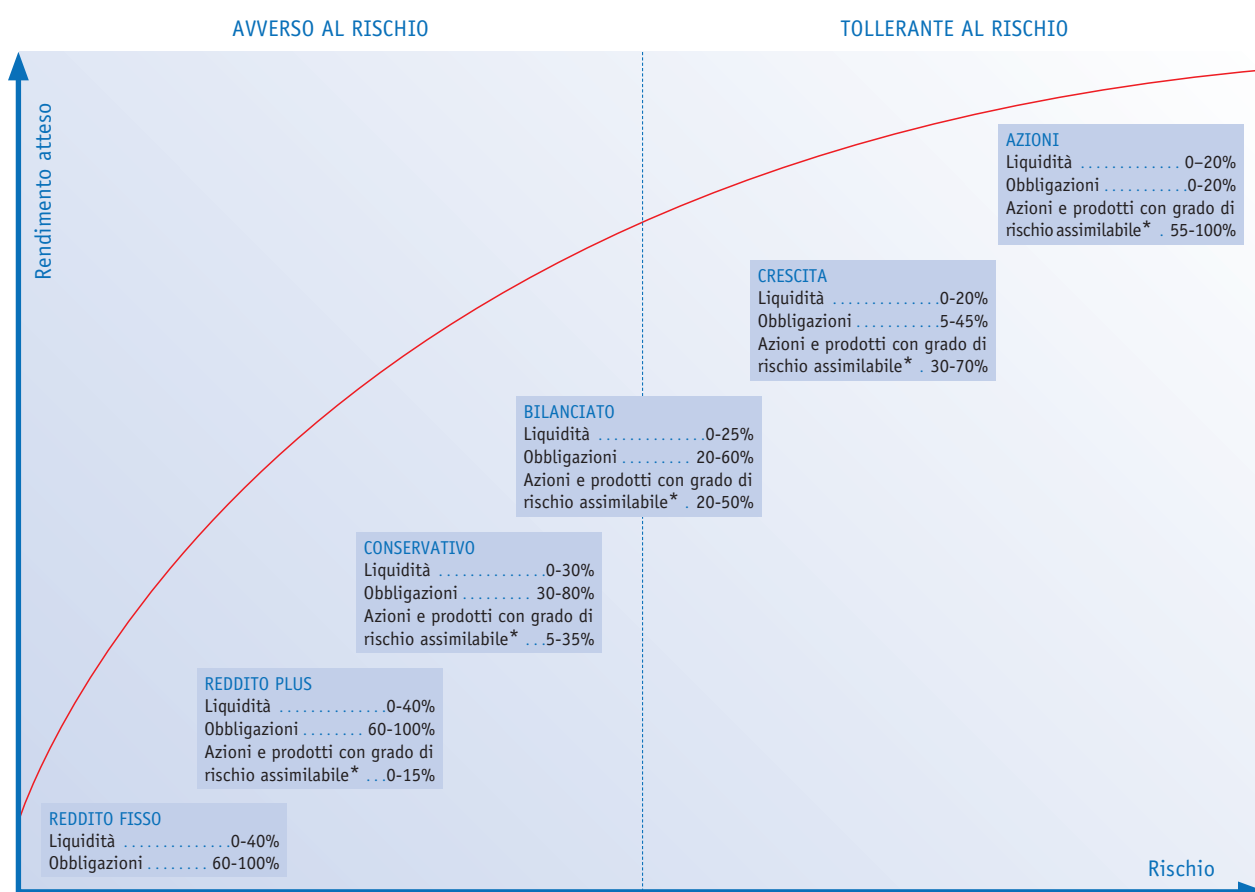 AVVERSO AL RISCHIO
TOLLERANTE AL RISCHIO
Rendimento atteso
AZIONI
Liquidità ............. 0–20%
Obbligazioni ............0-20%
Azioni e prodotti con grado di
rischio assimilabile* . 55-100%
CRESCITA
Liquidità ..............0-20%
Obbligazioni ............5-45%
Azioni e prodotti con grado di
rischio assimilabile* . 30-70%
BILANCIATO
Liquidità ..............0-25%
Obbligazioni ......... 20-60%
Azioni e prodotti con grado di
rischio assimilabile* . 20-50%
CONSERVATIVO
Liquidità ..............0-30%
Obbligazioni ......... 30-80%
Azioni e prodotti con grado di
rischio assimilabile* ...5-35%
REDDITO PLUS
Liquidità ..............0-40%
Obbligazioni ........ 60-100%
Azioni e prodotti con grado di
rischio assimilabile* ...0-15%
REDDITO FISSO
Liquidità ..............0-40%
Obbligazioni ........ 60-100%
Rischio